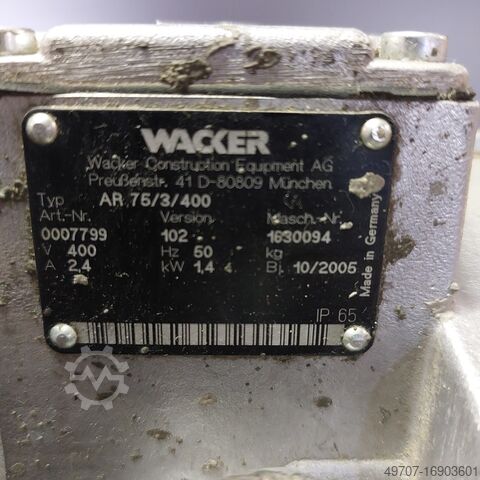 WACKER
Wacker Construction Equipment AG
Preußenstr. 41 D-80809 München
Typ AR 75/3/400
Art.-Nr. Version Masch.-Nr.
0007799 102 1630094
V 400 Hz 50 kg
A 2,4 kW 1,4 Bj. 10/2005
Made in Germany
IP 65
49707-16903601